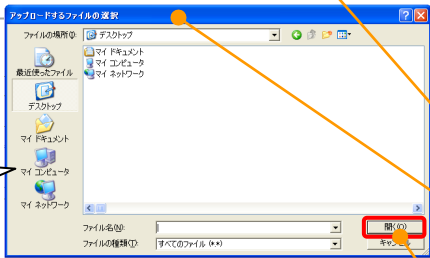 アップロードするファイルの選択
ファイルの場所(I):
デスクトップ
最近使ったファイル
デスクトップ
マイ ドキュメント
マイ コンピュータ
マイ ネットワーク
マイ ドキュメント
マイ コンピュータ
マイ ネットワーク
ファイル名(N):
開く(O)
ファイルの種類(T):
すべてのファイル (*.*)
キャンセル